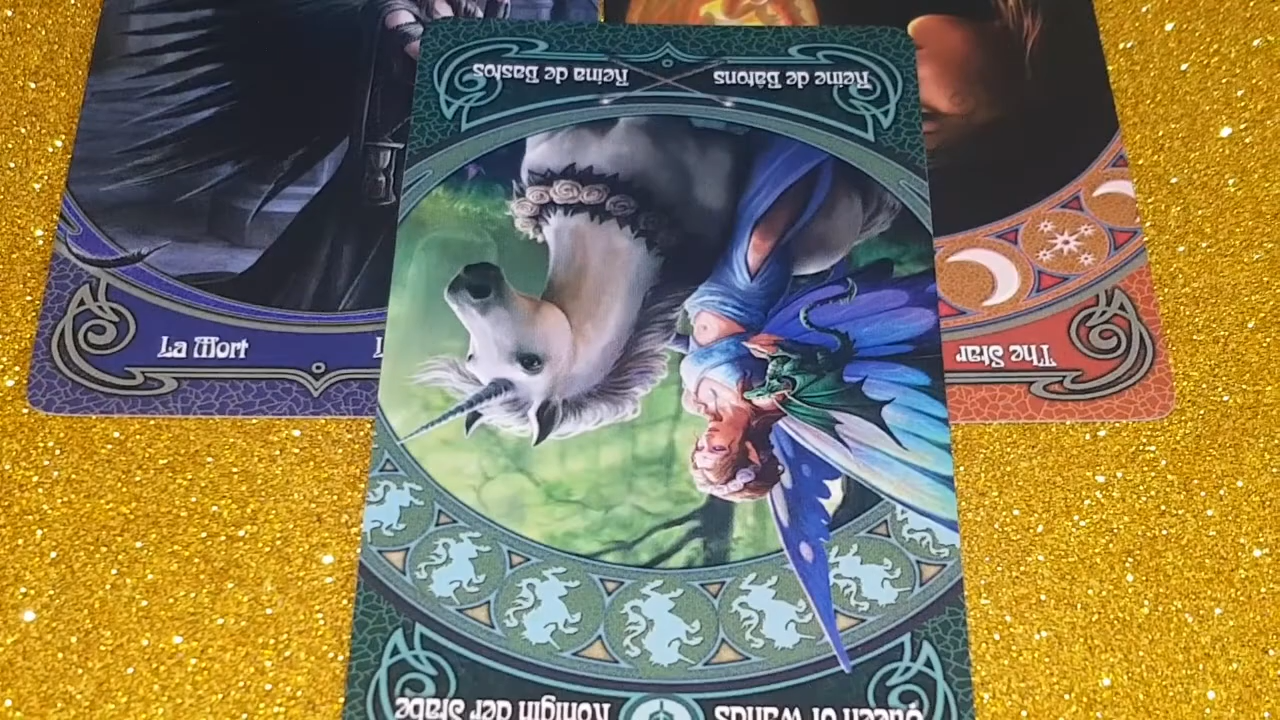 Reine de Bâtons Reina de Bastos
La Mort
The Star
Queen of Wands Königin der Stäbe